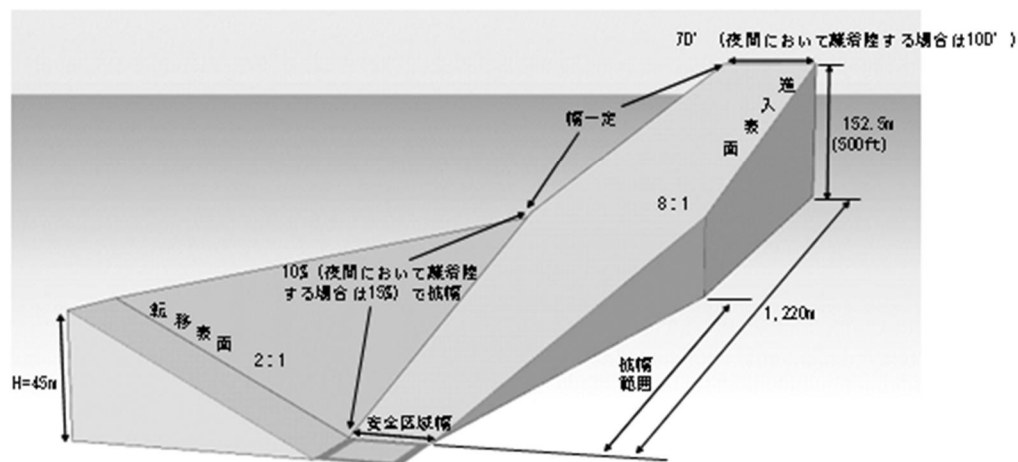 7D' (夜間において離着陸する場合は10D')
進入表面
幅一定
152.5m
(500ft)
8:1
10% (夜間において離着陸
する場合は15%) で拡幅
転移表面
2:1
1,220m
H=45m
拡幅
範囲
安全区域幅